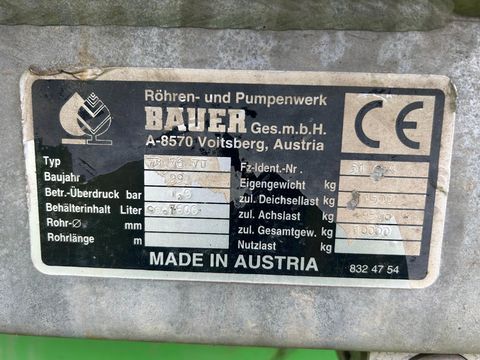 Röhren- und Pumpenwerk
BAUER Ges.m.b.H.
A-8570 Voitsberg, Austria
CE
Typ
Baujahr 99
Betr.-Überdruck bar
Behälterinhalt Liter
Rohr-Ø mm
Rohrlänge m
Fz-Ident.-Nr.
Eigengewicht kg
zul. Deichsellast kg
zul. Achslast kg
zul. Gesamtgew. kg 10000
Nutzlast kg
MADE IN AUSTRIA
832 47 54